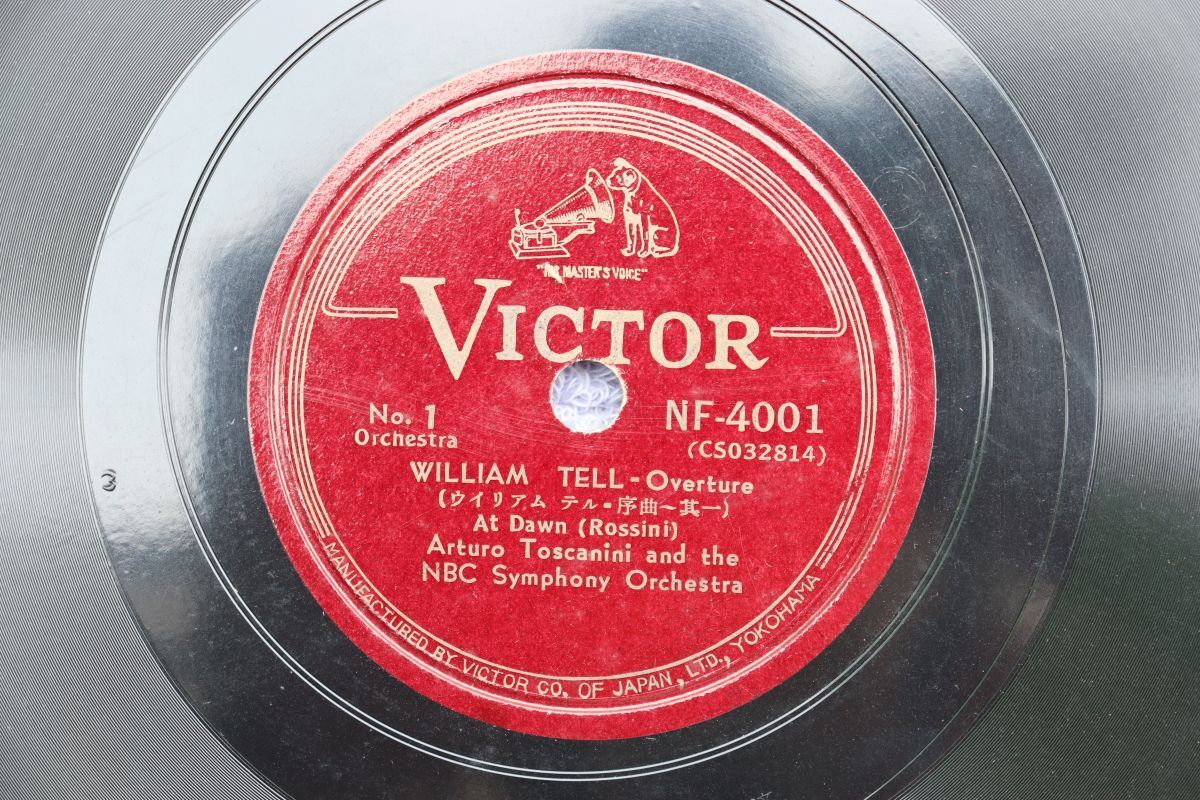 "HIS MASTER'S VOICE"
VICTOR
No. 1
Orchestra
NF-4001
(CS032814)
WILLIAM TELL-Overture
(ウイリアム テル-序曲~其一)
At Dawn (Rossini)
Arturo Toscanini and the
NBC Symphony Orchestra
MANUFACTURED BY VICTOR CO. OF JAPAN, LTD., YOKOHAMA
3